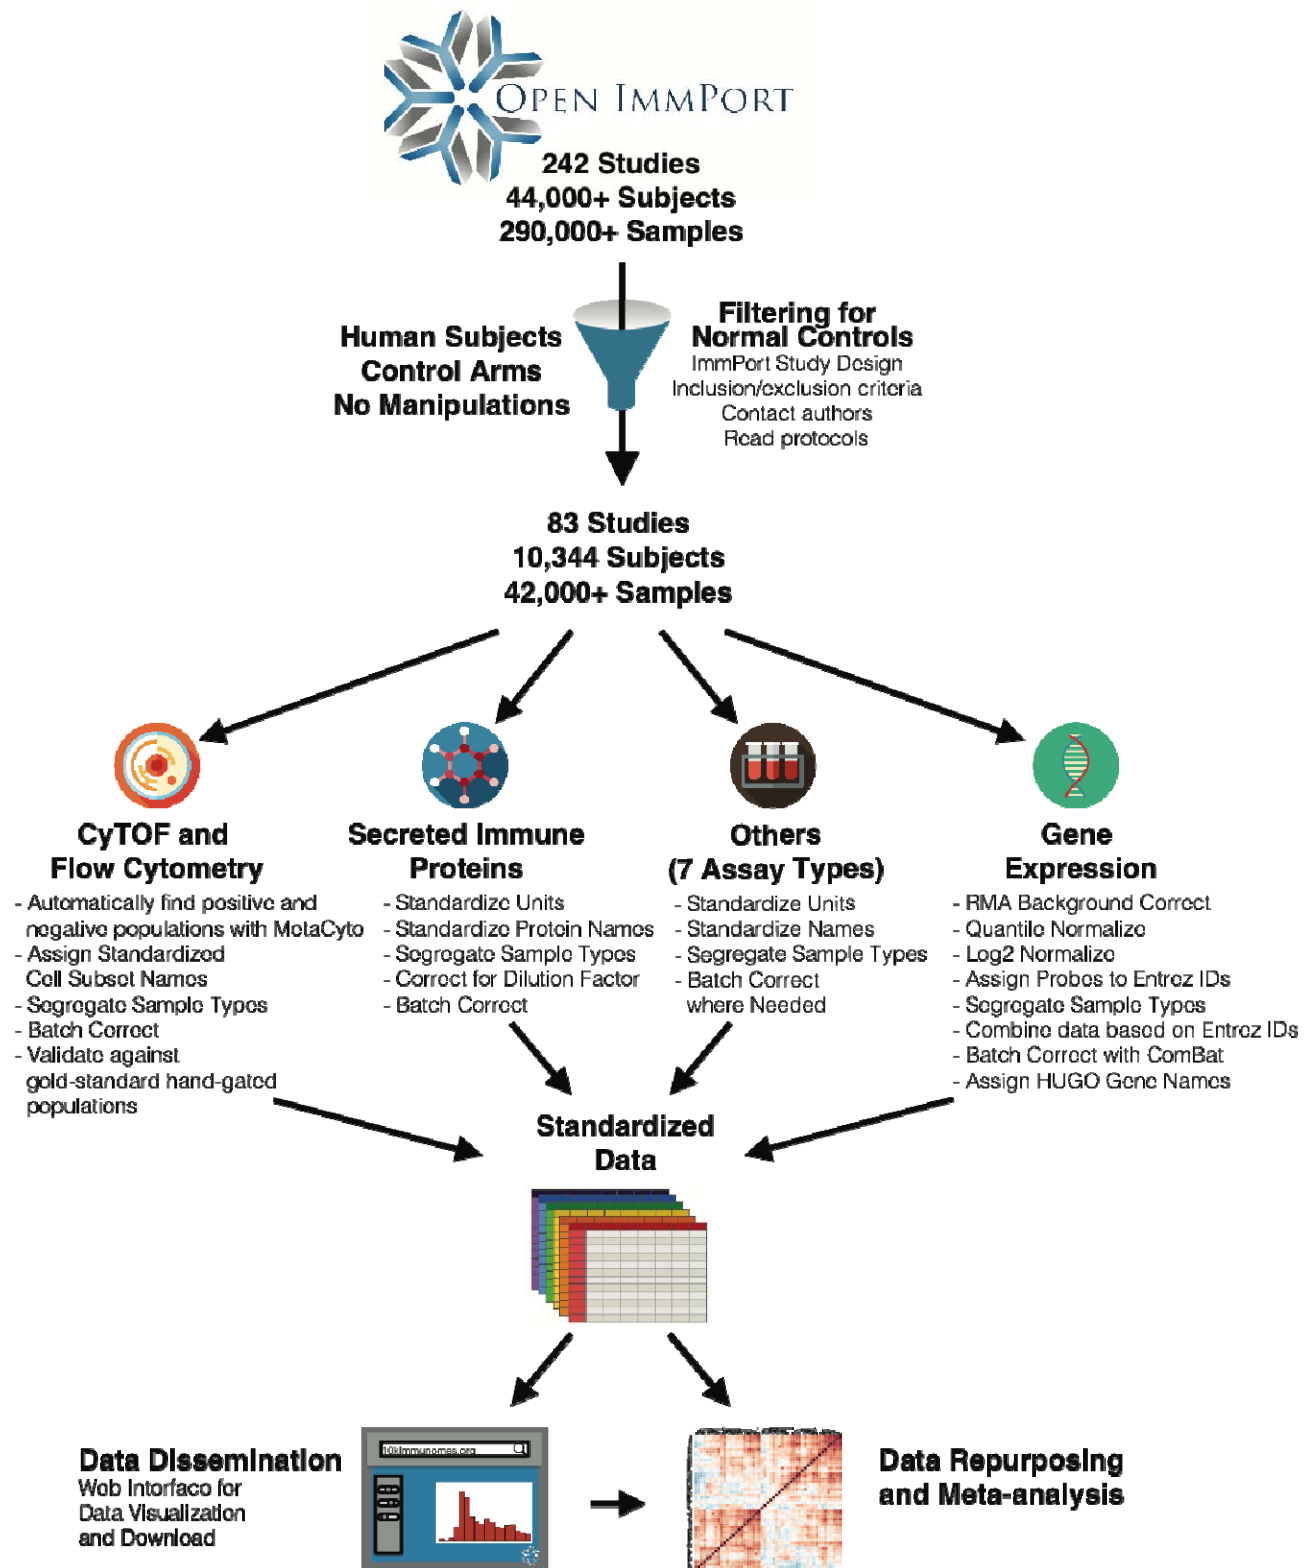 OPEN IMMPORT
242 Studies
44,000+ Subjects
290,000+ Samples
Human Subjects
Control Arms
No Manipulations
Filtering for
Normal Controls
ImmPort Study Design
Inclusion/exclusion criteria
Contact authors
Read protocols
83 Studies
10,344 Subjects
42,000+ Samples
CyTOF and
Flow Cytometry
- Automatically find positive and
negative populations with MetaCyto
- Assign Standardized
Cell Subset Names
- Segregate Sample Types
- Batch Correct
- Validate against
gold-standard hand-gated
populations
Secreted Immune
Proteins
- Standardize Units
- Standardize Protein Names
- Segregate Sample Types
- Correct for Dilution Factor
- Batch Correct
Others
(7 Assay Types)
- Standardize Units
- Standardize Names
- Segregate Sample Types
- Batch Correct
where Needed
Gene
Expression
- RMA Background Correct
- Quantile Normalize
- Log2 Normalize
- Assign Probes to Entrez IDs
- Segregate Sample Types
- Combine data based on Entrez IDs
- Batch Correct with ComBat
- Assign HUGO Gene Names
Standardized
Data
Data Dissemination
Web Interface for
Data Visualization
and Download
10kimmunomes.org
Data Repurposing
and Meta-analysis